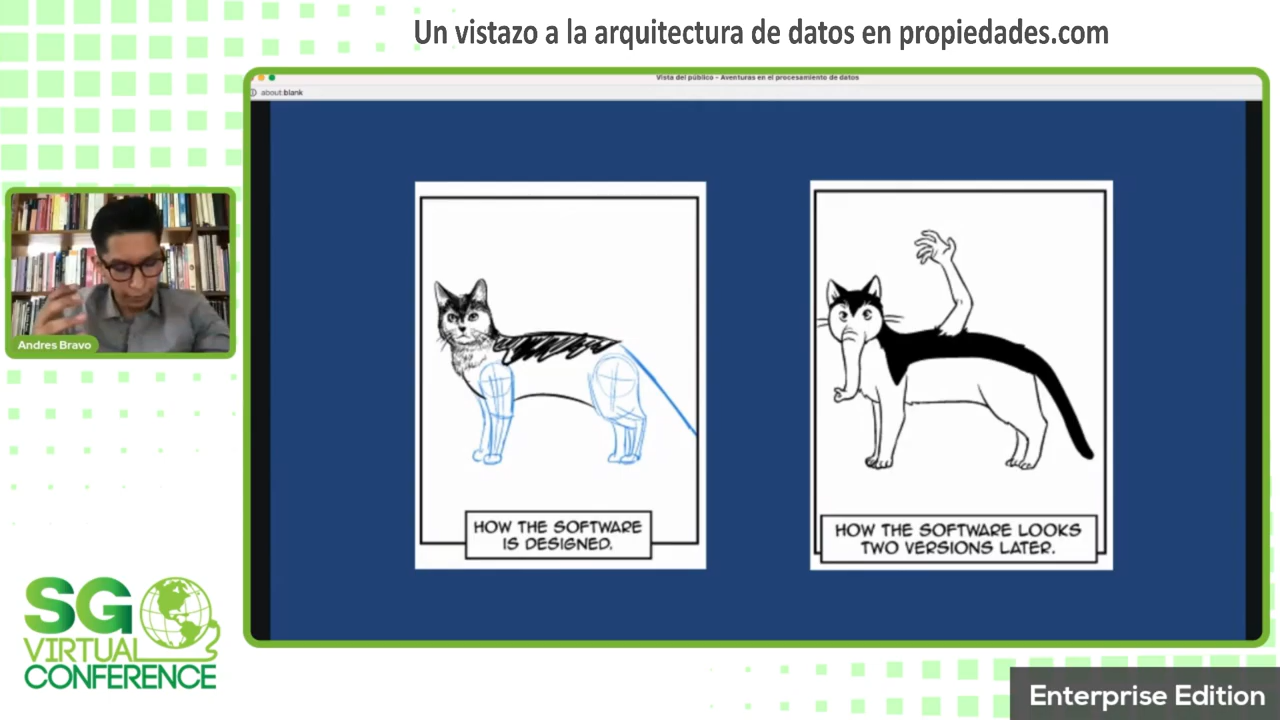 Un vistazo a la arquitectura de datos en propiedades.com
Vista del público - Aventuras en el procesamiento de datos
about:blank
Andres Bravo
HOW THE SOFTWARE
IS DESIGNED.
HOW THE SOFTWARE LOOKS
TWO VERSIONS LATER.
SG
VIRTUAL
CONFERENCE
Enterprise Edition